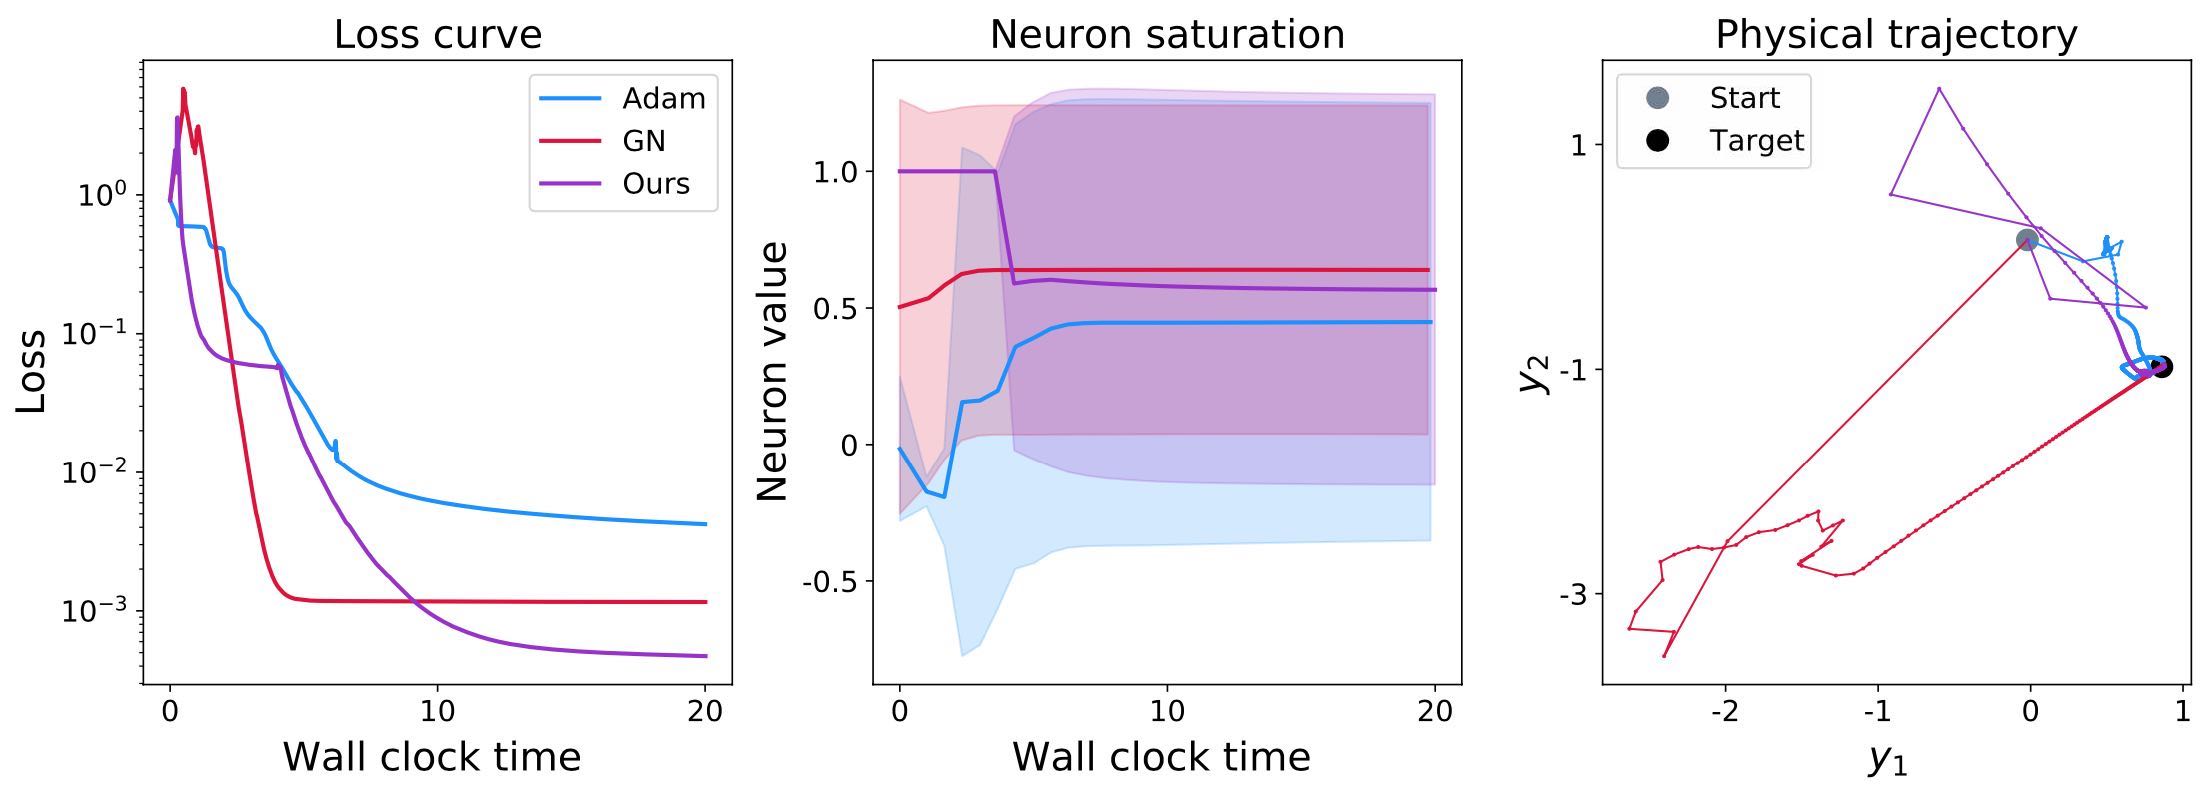 Loss curve
Loss
10⁰
10⁻¹
10⁻²
10⁻³
Adam
GN
Ours
0
10
20
Wall clock time
Neuron saturation
Neuron value
1.0
0.5
0
-0.5
0
10
20
Wall clock time
Physical trajectory
Start
Target
y₂
1
-1
-3
-2
-1
0
1
y₁